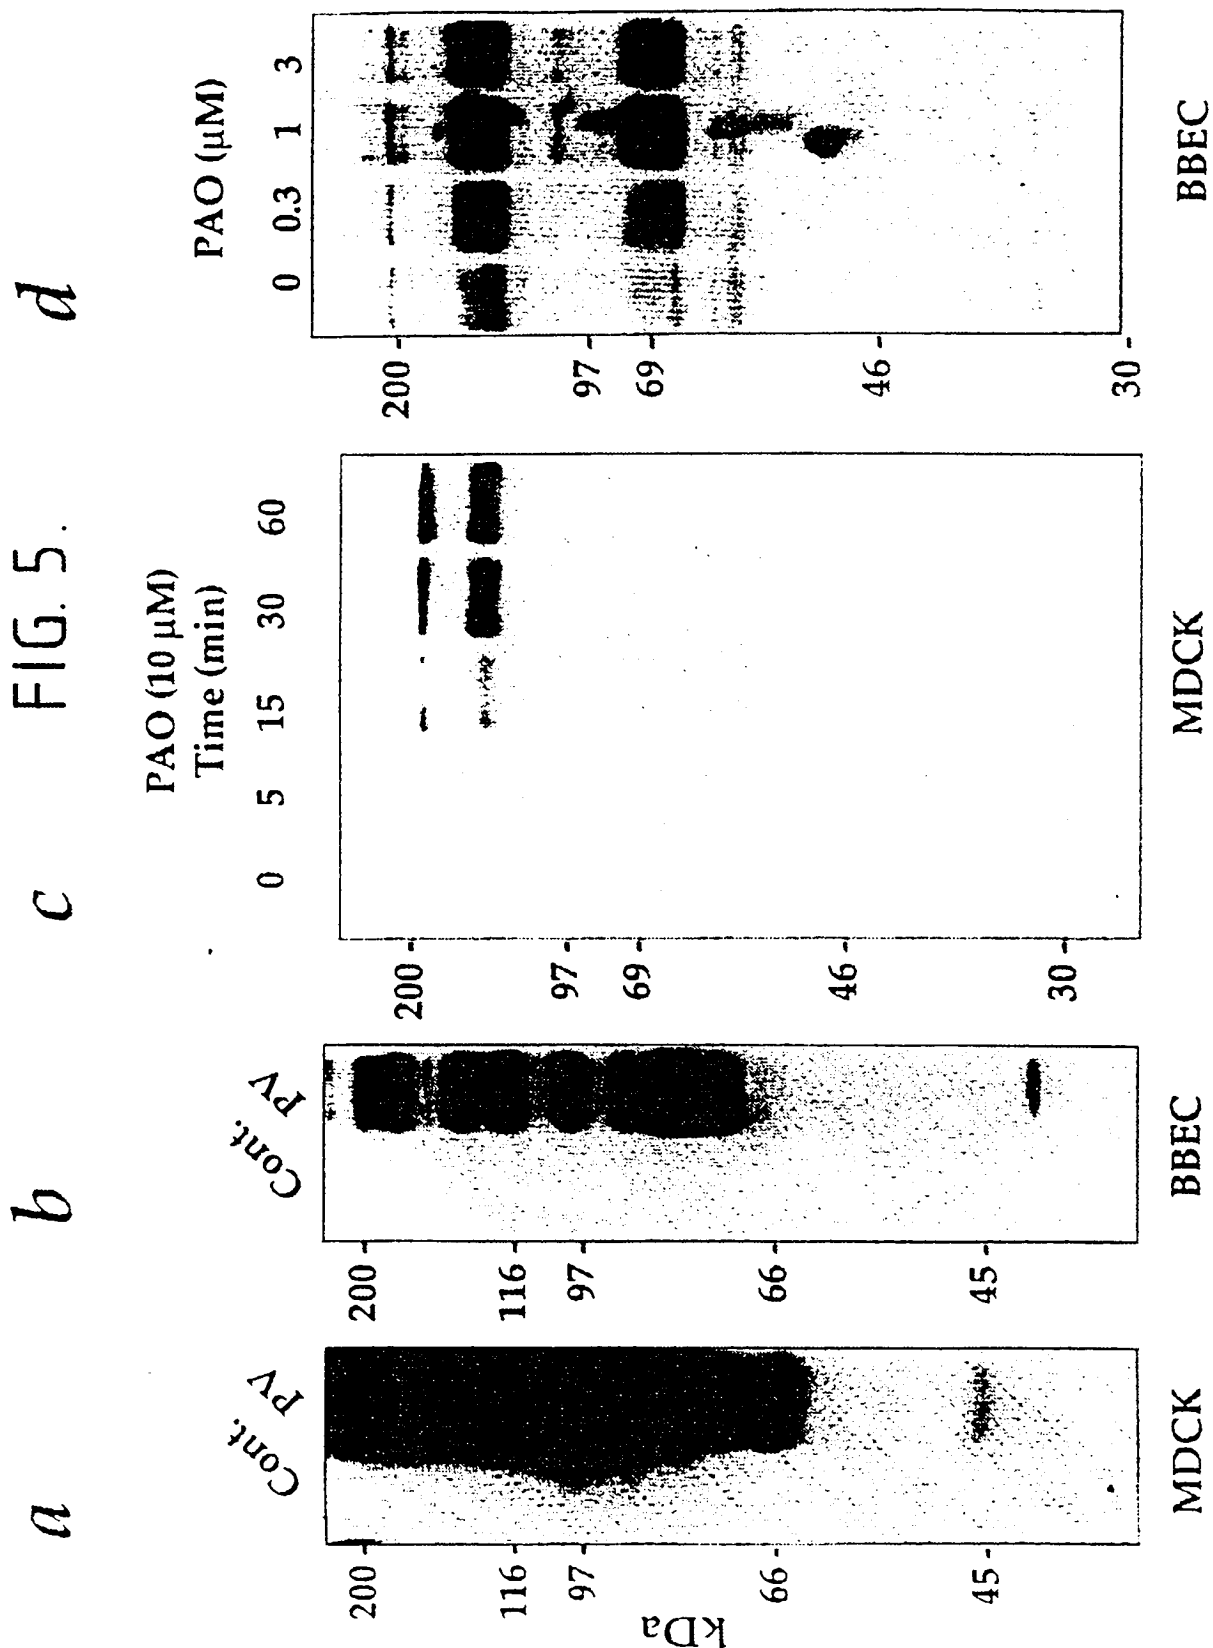 FIG. 5.
a
Cont. PV
kDa
200
116
97
66
45
MDCK
b
Cont. PV
200
116
97
66
45
BBEC
c
PAO (10 µM)
Time (min)
0 5 15 30 60
200
97
69
46
30
MDCK
d
PAO (µM)
0 0.3 1 3
200
97
69
46
30
BBEC